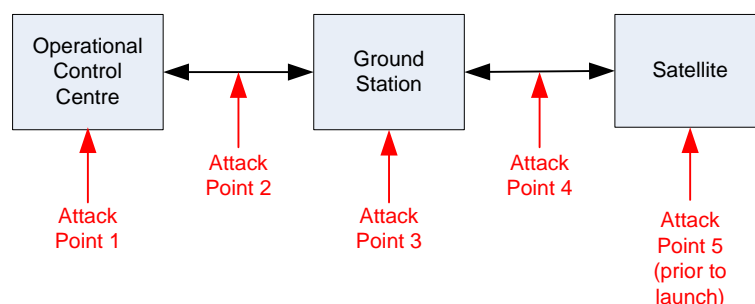 Operational
Control
Centre
Ground
Station
Satellite
Attack
Point 2
Attack
Point 4
Attack
Point 1
Attack
Point 3
Attack
Point 5
(prior to
launch)